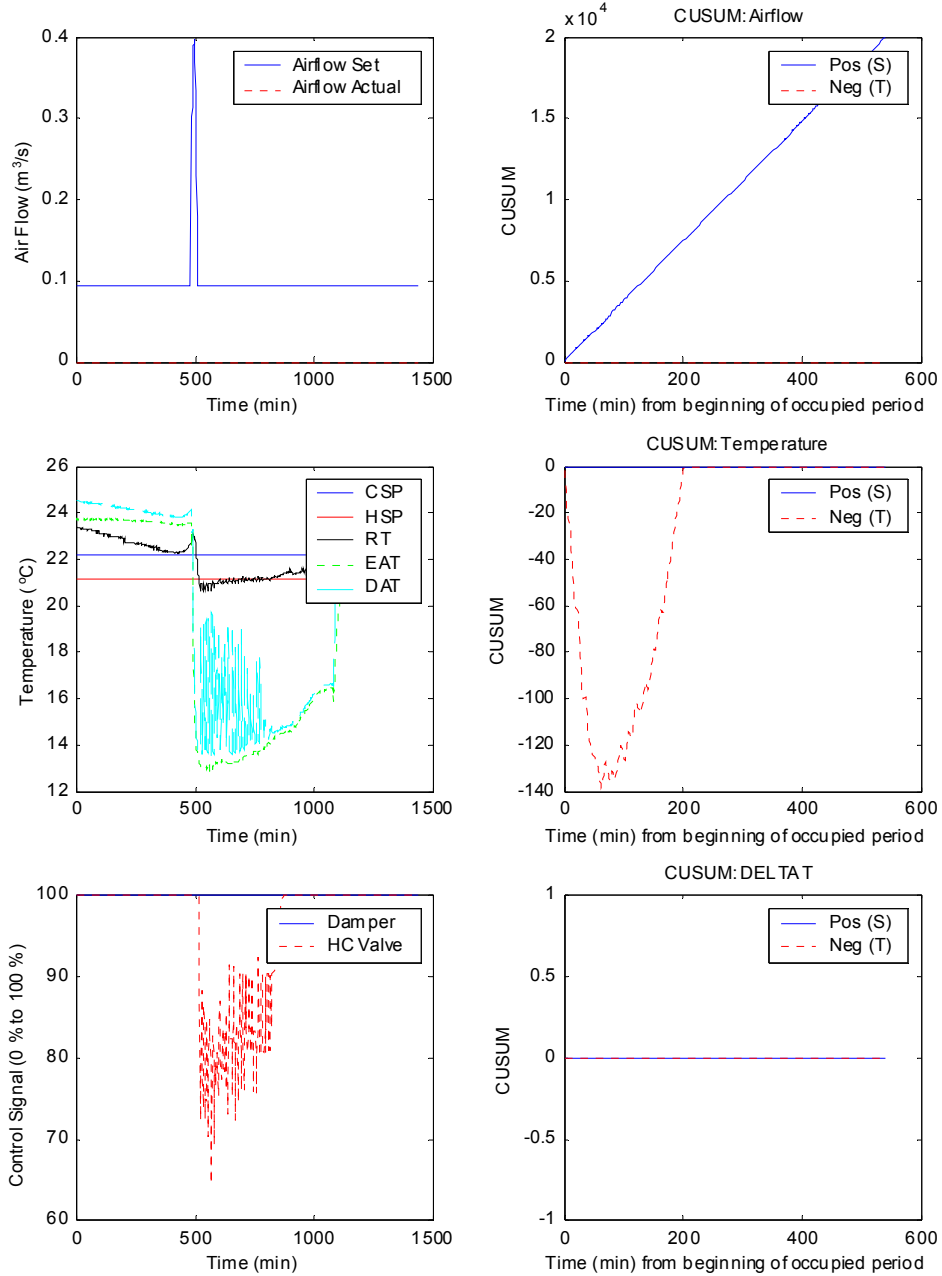 0.4
0.3
0.2
0.1
0
Air Flow (m³/s)
Airflow Set
Airflow Actual
0 500 1000 1500
Time (min)
x 10⁴
CUSUM: Airflow
2
1.5
1
0.5
0
CUSUM
Pos (S)
Neg (T)
0 200 400 600
Time (min) from beginning of occupied period
26
24
22
20
18
16
14
12
Temperature ( ºC)
CSP
HSP
RT
EAT
DAT
0 500 1000 1500
Time (min)
CUSUM: Temperature
0
-20
-40
-60
-80
-100
-120
-140
CUSUM
Pos (S)
Neg (T)
0 200 400 600
Time (min) from beginning of occupied period
100
90
80
70
60
Control Signal (0 % to 100 %)
Damper
HC Valve
0 500 1000 1500
Time (min)
CUSUM: DELTAT
1
0.5
0
-0.5
-1
CUSUM
Pos (S)
Neg (T)
0 200 400 600
Time (min) from beginning of occupied period